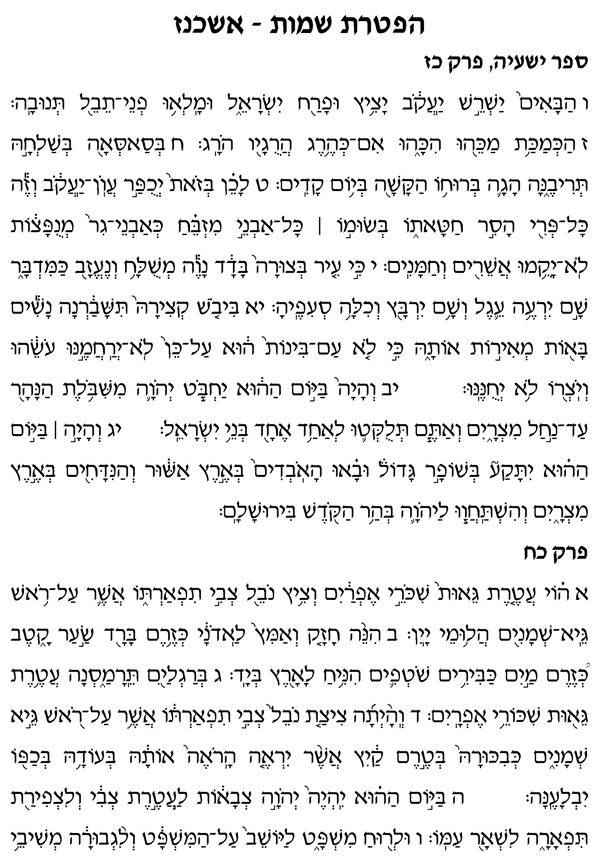 הפטרת שמות - אשכנז
ספר ישעיה, פרק כז
ו הַבָּאִים֙ יַשְׁרֵ֣שׁ יַעֲקֹ֔ב יָצִ֥יץ וּפָרַ֖ח יִשְׂרָאֵ֑ל וּמָלְא֥וּ פְנֵי־תֵבֵ֖ל תְּנוּבָֽה׃
ז הַכְּמַכַּ֥ת מַכֵּ֖הוּ הִכָּ֑הוּ אִם־כְּהֶ֥רֶג הֲרֻגָ֖יו הֹרָֽג׃ ח בְּסַאסְּאָ֖ה בְּשַׁלְחָ֣הּ
תְּרִיבֶ֑נָּה הָגָ֛ה בְּרוּח֥וֹ הַקָּשָׁ֖ה בְּי֥וֹם קָדִֽים׃ ט לָכֵ֗ן בְּזֹאת֙ יְכֻפַּ֣ר עֲוֺֽן־יַעֲקֹ֔ב וְזֶ֕ה
כָּל־פְּרִ֖י הָסִ֣ר חַטָּאת֑וֹ בְּשׂוּמ֣וֹ | כָּל־אַבְנֵ֣י מִזְבֵּ֗חַ כְּאַבְנֵי־גִר֙ מְנֻפָּצ֔וֹת
לֹֽא־יָקֻ֥מוּ אֲשֵׁרִ֖ים וְחַמָּנִֽים׃ י כִּ֣י עִ֤יר בְּצוּרָה֙ בָּדָ֔ד נָוֶ֕ה מְשֻׁלָּ֥ח וְנֶעֱזָ֖ב כַּמִּדְבָּ֑ר
שָׁ֣ם יִרְעֶ֥ה עֵ֛גֶל וְשָׁ֥ם יִרְבָּ֖ץ וְכִלָּ֥ה סְעִפֶֽיהָ׃ יא בִּיבֹ֤שׁ קְצִירָהּ֙ תִּשָּׁבַ֔רְנָה נָשִׁ֕ים
בָּא֖וֹת מְאִיר֣וֹת אוֹתָ֑הּ כִּ֣י לֹ֤א עַם־בִּינוֹת֙ ה֔וּא עַל־כֵּן֙ לֹֽא־יְרַחֲמֶ֣נּוּ עֹשֵׂ֔הוּ
וְיֹצְר֖וֹ לֹ֥א יְחֻנֶּֽנּוּ׃ יב וְהָיָה֙ בַּיּ֣וֹם הַה֔וּא יַחְבֹּ֧ט יְהֹוָ֛ה מִשִּׁבֹּ֥לֶת הַנָּהָ֖ר
עַד־נַ֣חַל מִצְרָ֑יִם וְאַתֶּ֧ם תְּלֻקְּט֛וּ לְאַחַ֥ד אֶחָ֖ד בְּנֵ֥י יִשְׂרָאֵֽל׃ יג וְהָיָ֣ה | בַּיּ֣וֹם
הַה֗וּא יִתָּקַע֮ בְּשׁוֹפָ֣ר גָּדוֹל֒ וּבָ֗אוּ הָאֹֽבְדִים֙ בְּאֶ֣רֶץ אַשּׁ֔וּר וְהַנִּדָּחִ֖ים בְּאֶ֣רֶץ
מִצְרָ֑יִם וְהִשְׁתַּחֲו֧וּ לַיהֹוָ֛ה בְּהַ֥ר הַקֹּ֖דֶשׁ בִּירוּשָׁלָֽ‍ִם׃
פרק כח
א ה֗וֹי עֲטֶ֤רֶת גֵּאוּת֙ שִׁכֹּרֵ֣י אֶפְרַ֔יִם וְצִ֥יץ נֹבֵ֖ל צְבִ֣י תִפְאַרְתּ֑וֹ אֲשֶׁ֛ר עַל־רֹ֥אשׁ
גֵּֽיא־שְׁמָנִ֖ים הֲל֥וּמֵי יָֽיִן׃ ב הִנֵּ֨ה חָזָ֤ק וְאַמִּץ֙ לַֽאדֹנָ֔י כְּזֶ֥רֶם בָּרָ֖ד שַׂ֣עַר קָ֑טֶב
כְּ֠זֶרֶם מַ֣יִם כַּבִּירִ֥ים שֹׁטְפִ֛ים הִנִּ֥יחַ לָאָ֖רֶץ בְּיָֽד׃ ג בְּרַגְלַ֖יִם תֵּֽרָמַ֑סְנָה עֲטֶ֥רֶת
גֵּא֖וּת שִׁכּוֹרֵ֥י אֶפְרָֽיִם׃ ד וְֽהָ֨יְתָ֜ה צִיצַ֤ת נֹבֵל֙ צְבִ֣י תִפְאַרְתּ֔וֹ אֲשֶׁ֥ר עַל־רֹ֖אשׁ גֵּ֣יא
שְׁמָנִ֑ים כְּבִכּוּרָהּ֙ בְּטֶ֣רֶם קַ֔יִץ אֲשֶׁ֨ר יִרְאֶ֤ה הָֽרֹאֶה֙ אוֹתָ֔הּ בְּעוֹדָ֥הּ בְּכַפּ֖וֹ
יִבְלָעֶֽנָּה׃ ה בַּיּ֣וֹם הַה֗וּא יִֽהְיֶה֙ יְהֹוָ֣ה צְבָא֔וֹת לַעֲטֶ֣רֶת צְבִ֔י וְלִצְפִירַ֖ת
תִּפְאָרָ֑ה לִשְׁאָ֖ר עַמּֽוֹ׃ ו וּלְר֖וּחַ מִשְׁפָּ֑ט לַיּוֹשֵׁב֙ עַל־הַמִּשְׁפָּ֔ט וְלִ֨גְבוּרָ֔ה מְשִׁיבֵ֥י